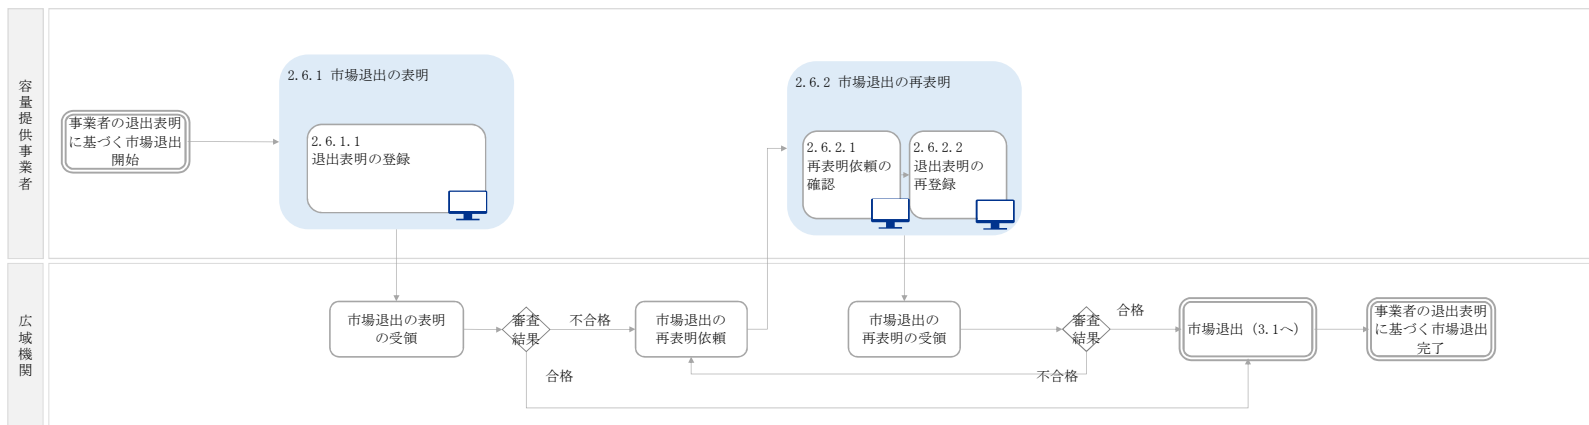 容量提供事業者
事業者の退出表明
に基づく市場退出
開始
2.6.1 市場退出の表明
2.6.1.1
退出表明の登録
2.6.2 市場退出の再表明
2.6.2.1
再表明依頼の
確認
2.6.2.2
退出表明の
再登録
広域機関
市場退出の表明
の受領
審査
結果
不合格
合格
市場退出の
再表明依頼
市場退出の
再表明の受領
審査
結果
合格
不合格
市場退出（3.1へ）
事業者の退出表明
に基づく市場退出
完了